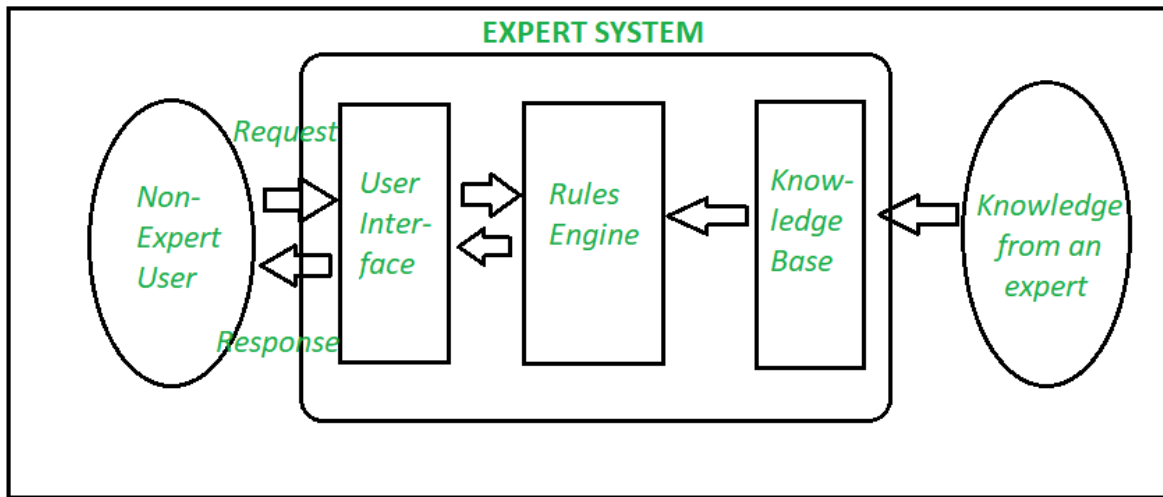 EXPERT SYSTEM
Request
Non-
Expert
User
Response
User
Inter-
face
Rules
Engine
Know-
ledge
Base
Knowledge
from an
expert